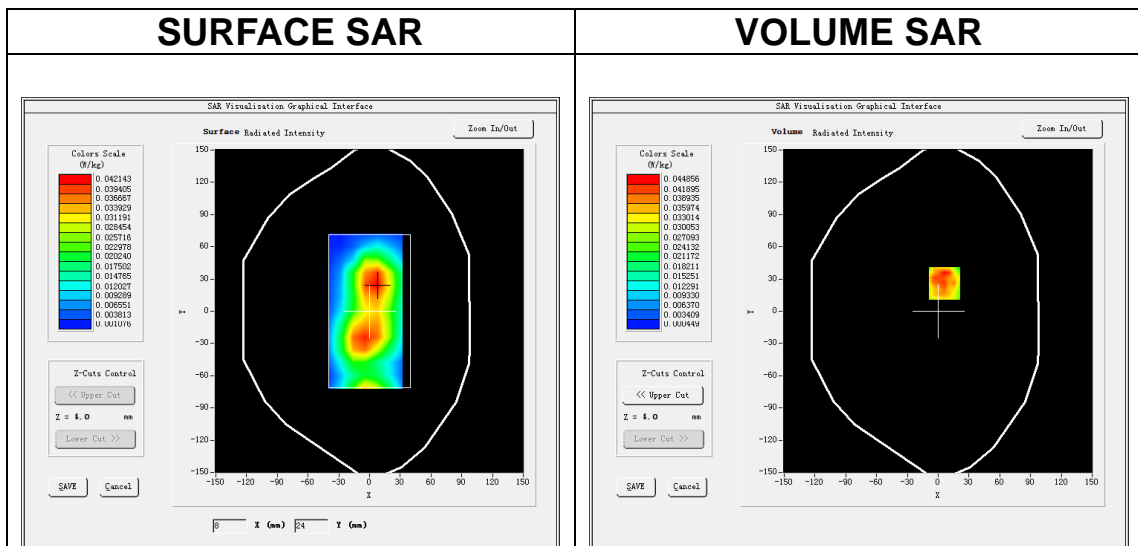 SURFACE SAR
VOLUME SAR
SAR Visualisation Graphical Interface
Surface Radiated Intensity
Zoom In/Out
Colors Scale
(W/kg)
0.042143
0.039405
0.036667
0.033929
0.031191
0.028454
0.025716
0.022978
0.020240
0.017502
0.014765
0.012027
0.009289
0.006551
0.003813
0.001076
150
120
90
60
30
0
-30
-60
-90
-120
-150
Y
-150 -120 -90 -60 -30 0 30 60 90 120 150
X
Z-Cuts Control
<< Upper Cut
Z = 4.0 mm
Lower Cut >>
SAVE Cancel
8 X (mm) 24 Y (mm)
SAR Visualisation Graphical Interface
Volume Radiated Intensity
Zoom In/Out
Colors Scale
(W/kg)
0.044856
0.041895
0.038935
0.035974
0.033014
0.030053
0.027093
0.024132
0.021172
0.018211
0.015251
0.012291
0.009330
0.006370
0.003409
0.000449
150
120
90
60
30
0
-30
-60
-90
-120
-150
Y
-150 -120 -90 -60 -30 0 30 60 90 120 150
X
Z-Cuts Control
<< Upper Cut
Z = 4.0 mm
Lower Cut >>
SAVE Cancel